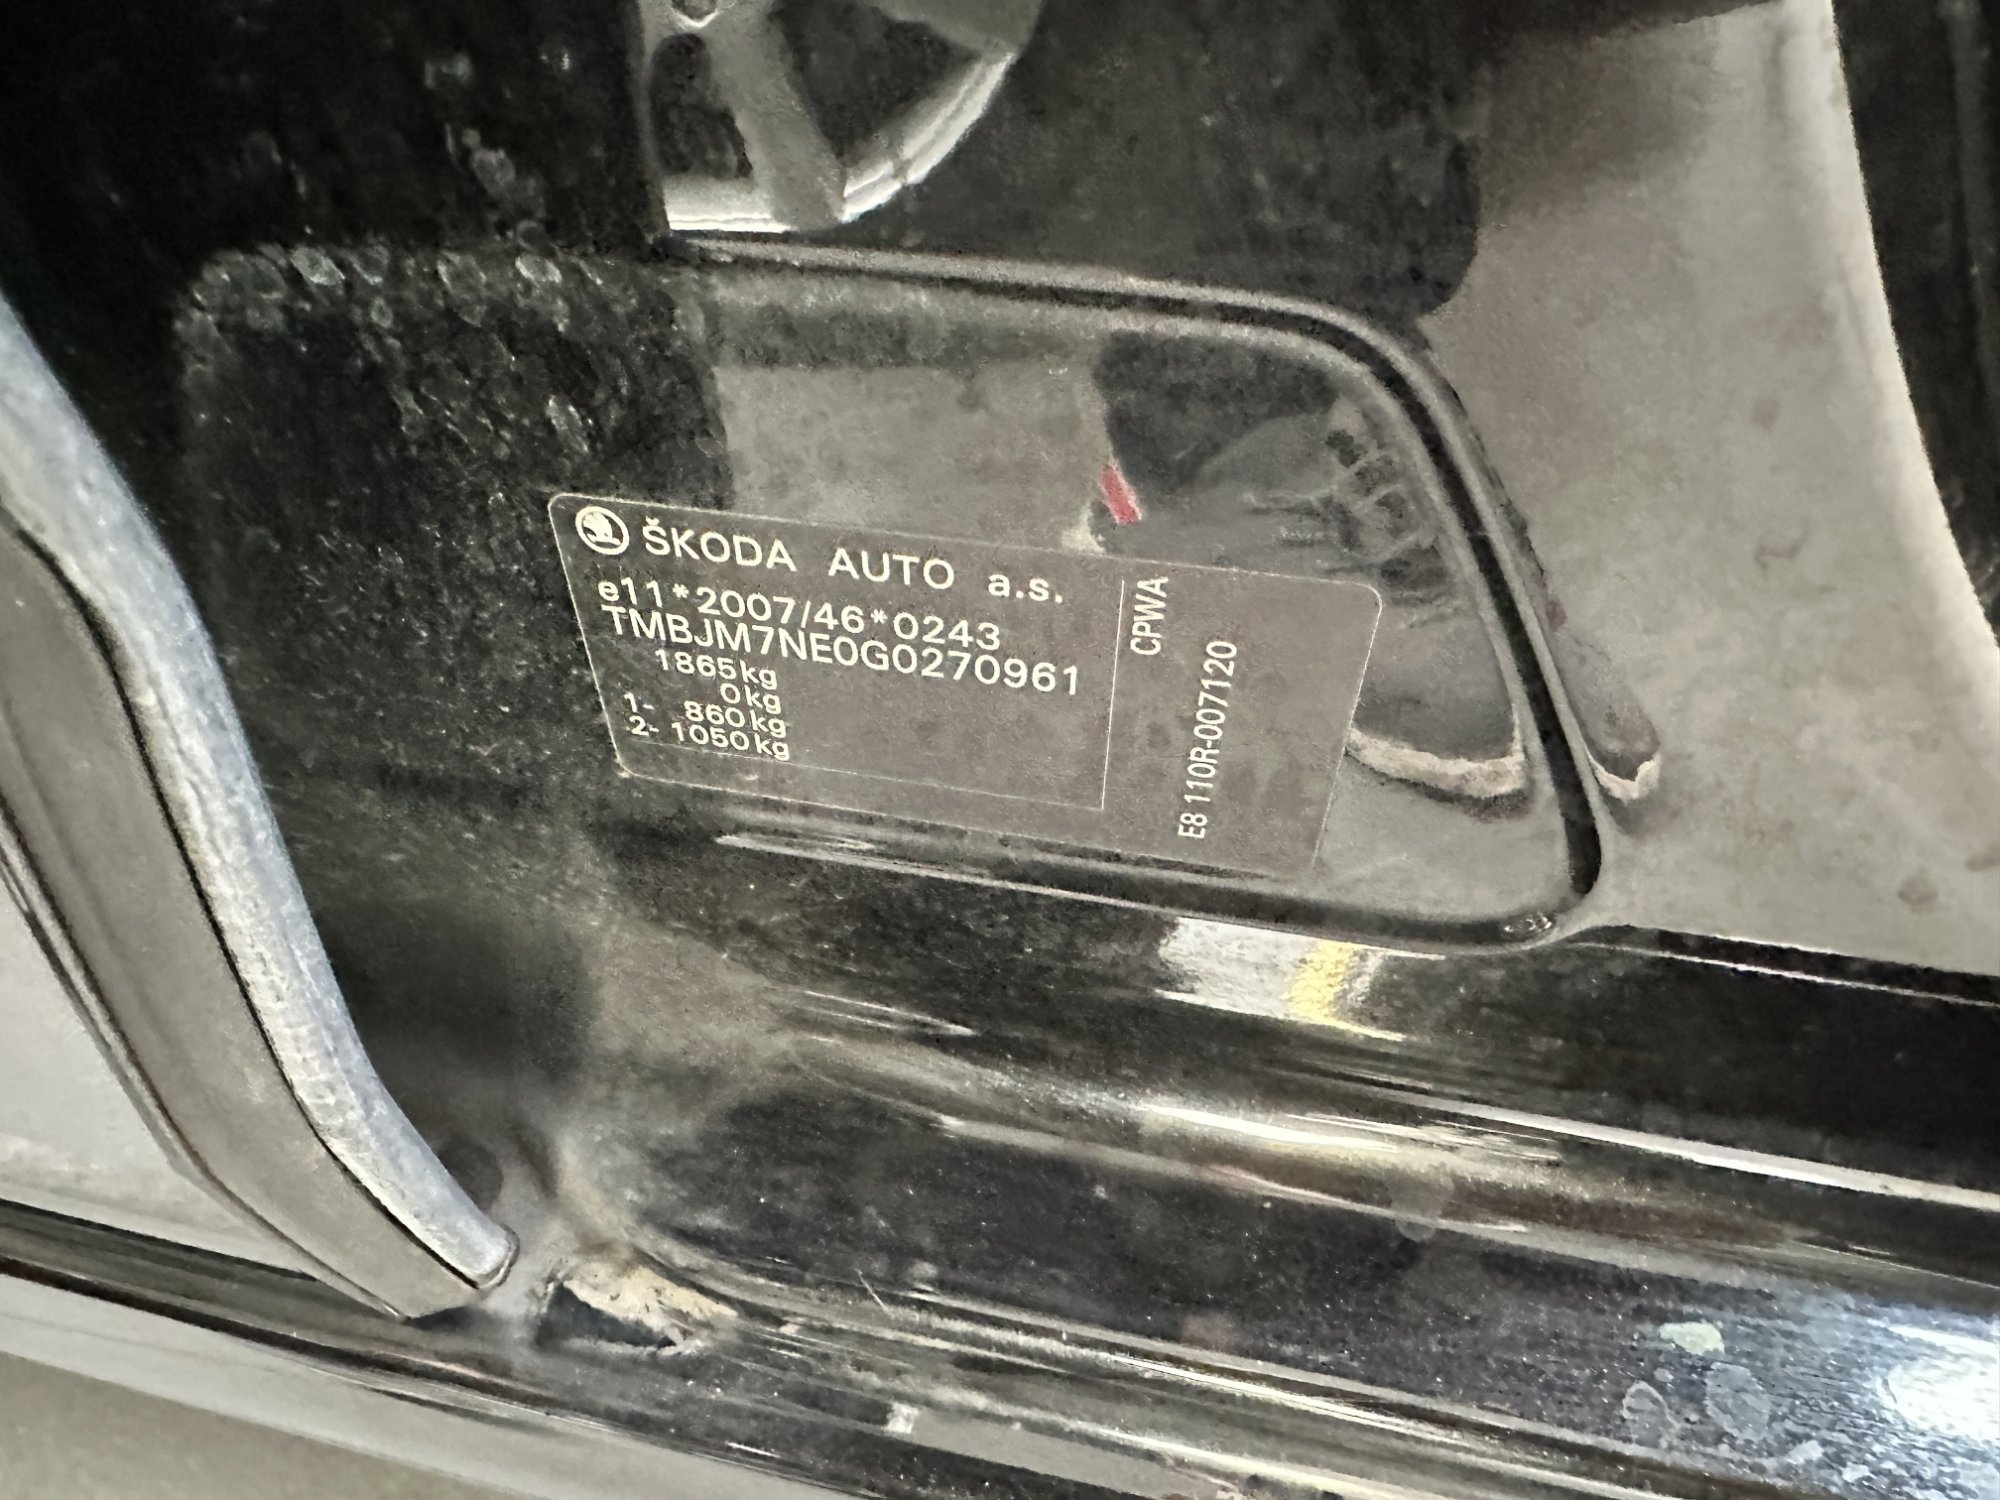 ŠKODA AUTO a.s.
e11*2007/46*0243
TMBJM7NE0G0270961
1865kg
0kg
1- 860kg
2- 1050kg
CPWA
E8 110R-007120